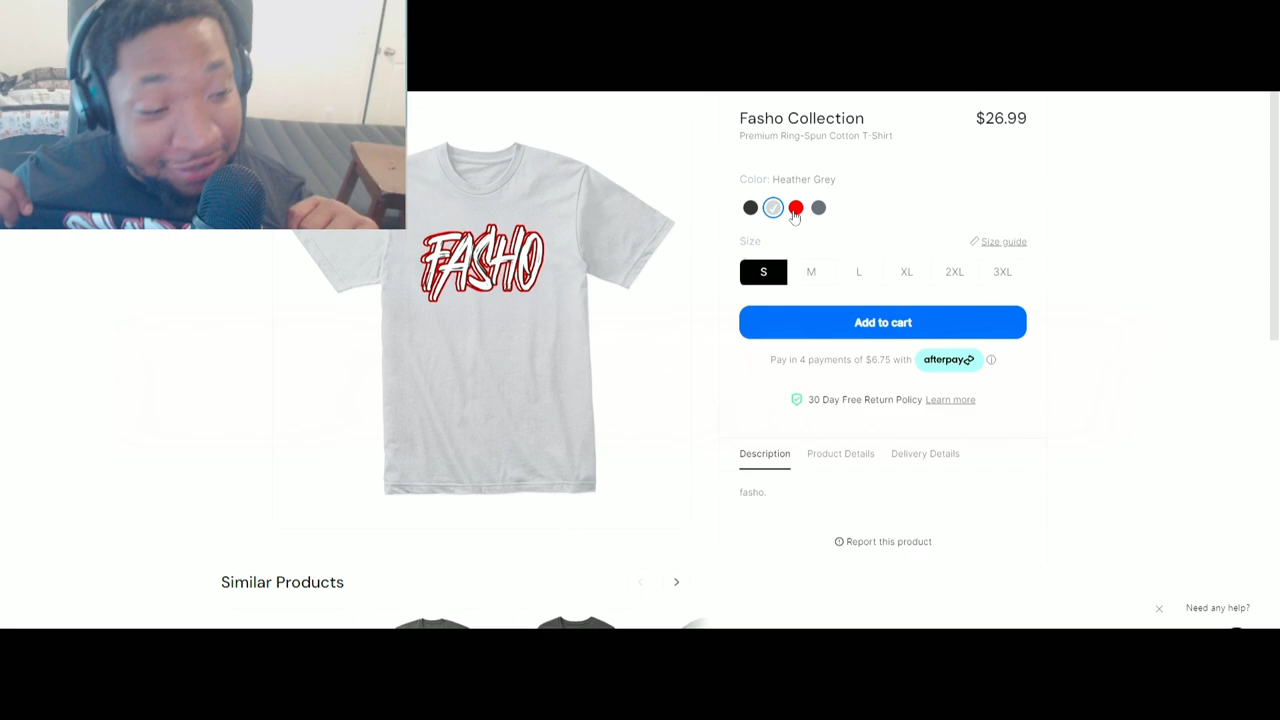 Fasho Collection
$26.99
Premium Ring-Spun Cotton T-Shirt
Color: Heather Grey
Size
Size guide
S
M
L
XL
2XL
3XL
FASHO
Add to cart
Pay in 4 payments of $6.75 with afterpay
30 Day Free Return Policy Learn more
Description
Product Details
Delivery Details
fasho.
Report this product
Similar Products
Need any help?